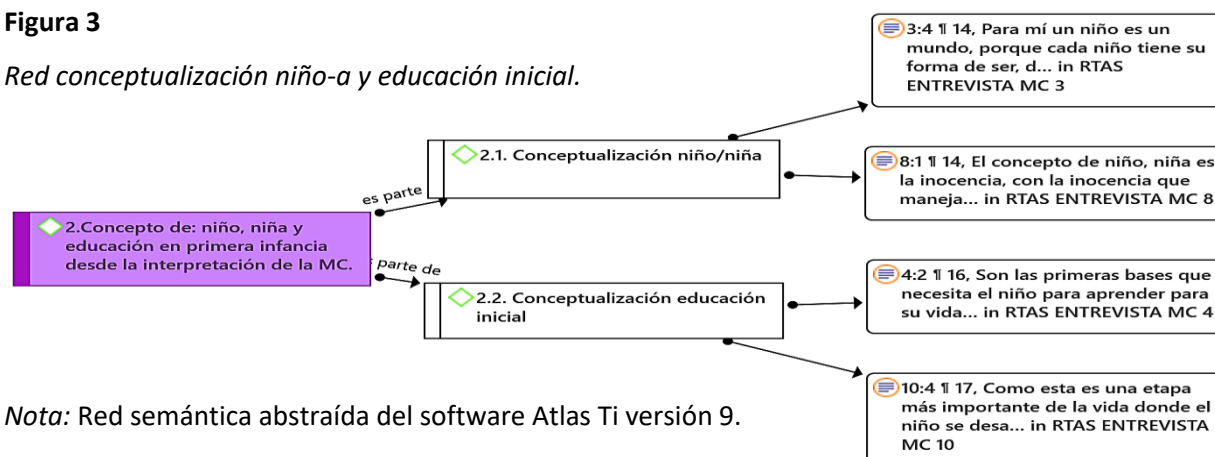 Figura 3
Red conceptualización niño-a y educación inicial.
2.Concepto de: niño, niña y
educación en primera infancia
desde la interpretación de la MC.
es parte
parte de
2.1. Conceptualización niño/niña
2.2. Conceptualización educación
inicial
3:4 ¶ 14, Para mí un niño es un
mundo, porque cada niño tiene su
forma de ser, d... in RTAS
ENTREVISTA MC 3
8:1 ¶ 14, El concepto de niño, niña es
la inocencia, con la inocencia que
maneja... in RTAS ENTREVISTA MC 8
4:2 ¶ 16, Son las primeras bases que
necesita el niño para aprender para
su vida... in RTAS ENTREVISTA MC 4
10:4 ¶ 17, Como esta es una etapa
más importante de la vida donde el
niño se desa... in RTAS ENTREVISTA
MC 10
Nota: Red semántica abstraída del software Atlas Ti versión 9.